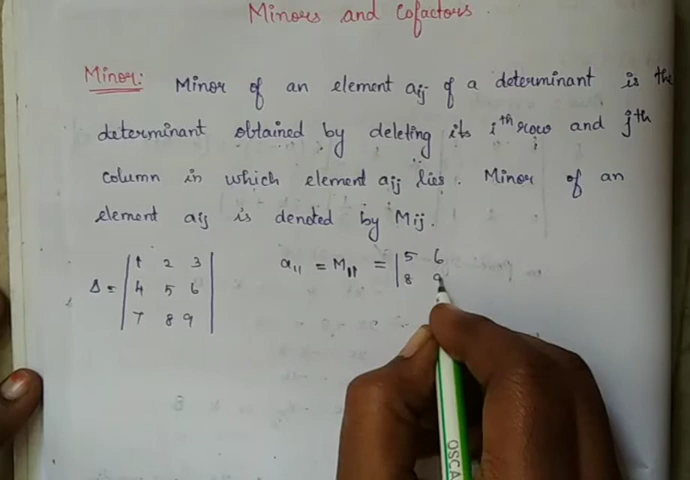 Minors and Cofactors.
Minor: Minor of an element aij of a determinant is the
determinant obtained by deleting its ith row and jth
column in which element aij lies. Minor of an
element aij is denoted by Mij.
Δ = | 1 2 3 | a11 = M11 = | 5 6
| 4 5 6 | | 8 9
| 7 8 9 |
OSCA